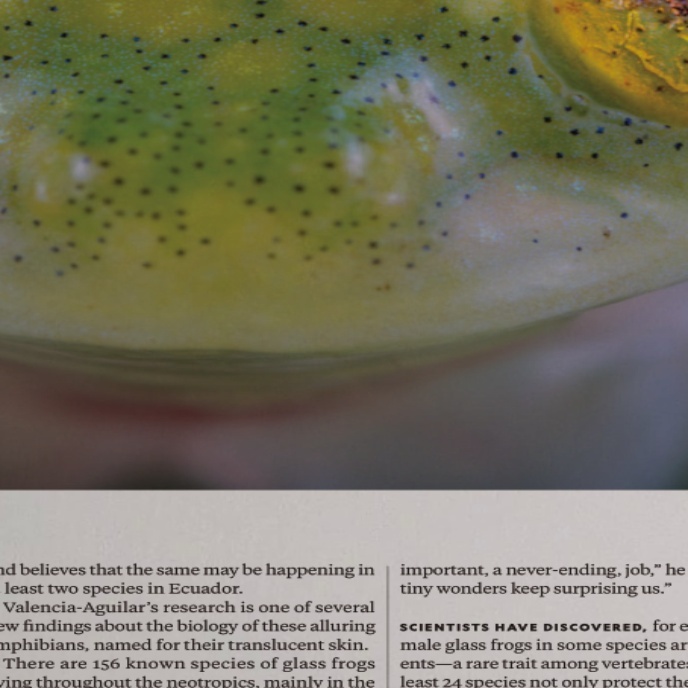 nd believes that the same may be happening in
least two species in Ecuador.
Valencia-Aguilar's research is one of several
ew findings about the biology of these alluring
mphibians, named for their translucent skin.
There are 156 known species of glass frogs
ving throughout the neotropics, mainly in the
important, a never-ending, job,” he
tiny wonders keep surprising us.”
SCIENTISTS HAVE DISCOVERED, for e
male glass frogs in some species ar
ents—a rare trait among vertebrates
least 24 species not only protect the